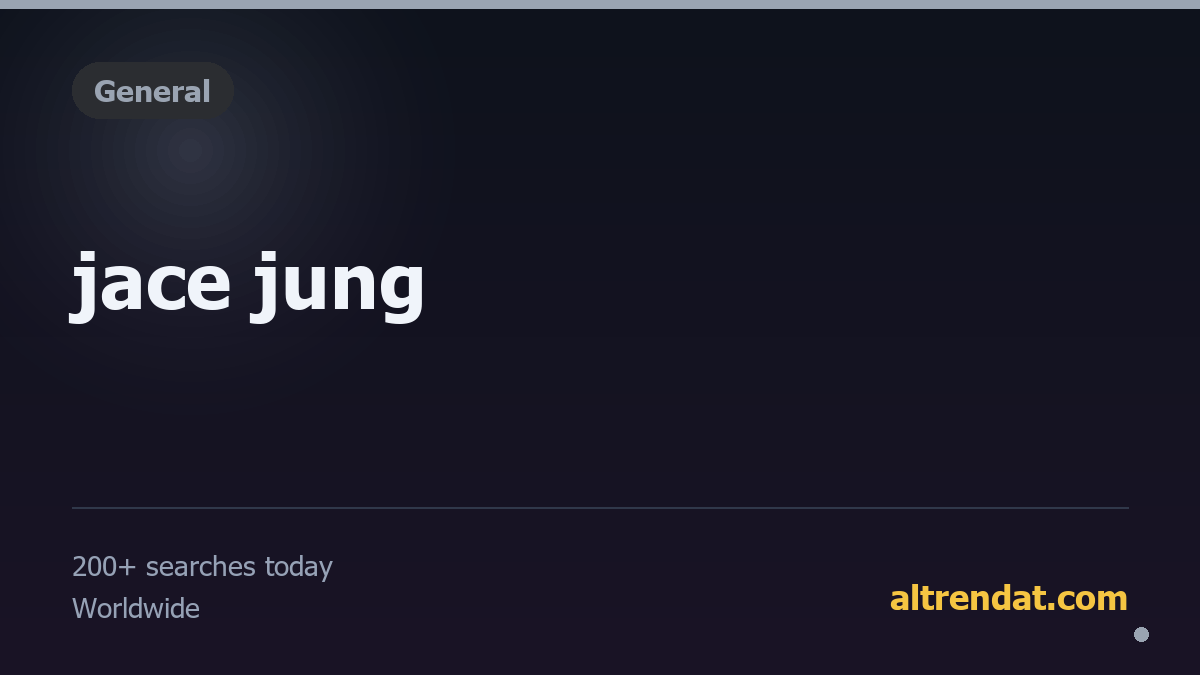 General
jace jung
200+ searches today
Worldwide
altrendat.com